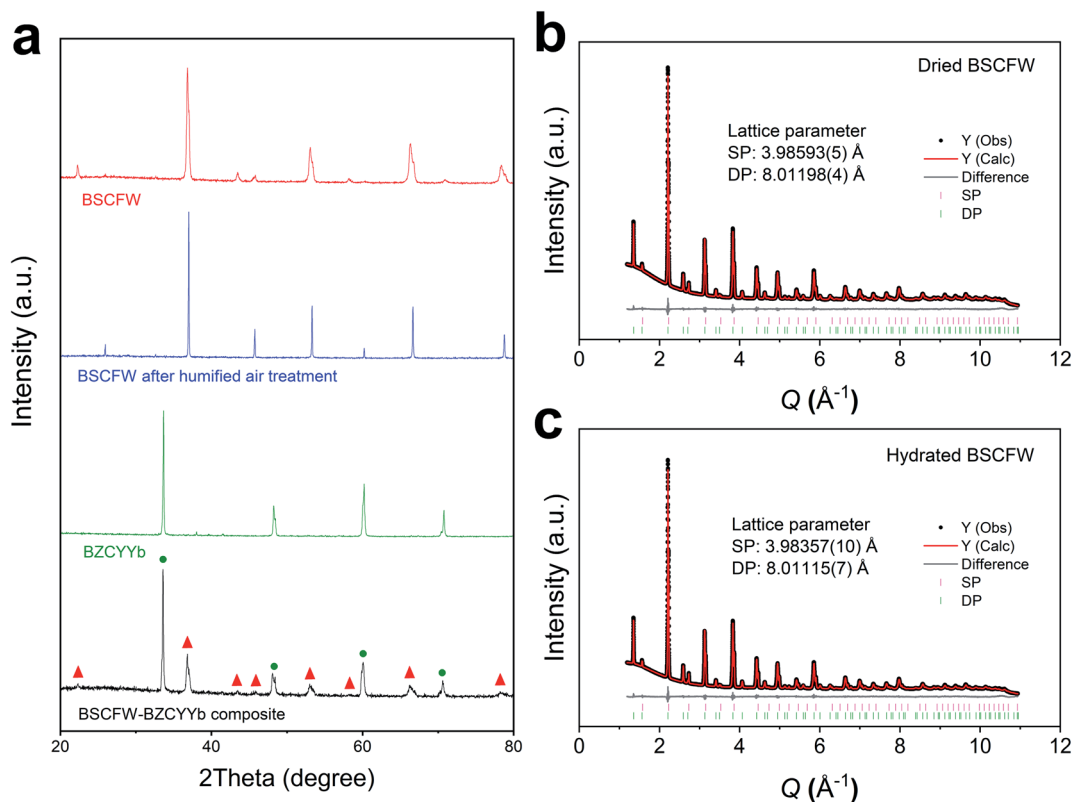 a
Intensity (a.u.)
BSCFW
BSCFW after humified air treatment
BZCYYb
BSCFW-BZCYYb composite
20 40 60 80
2Theta (degree)
b
Intensity (a.u.)
Dried BSCFW
Lattice parameter
SP: 3.98593(5) Å
DP: 8.01198(4) Å
Y (Obs)
Y (Calc)
Difference
SP
DP
0 2 4 6 8 10 12
Q (Å-1)
c
Intensity (a.u.)
Hydrated BSCFW
Lattice parameter
SP: 3.98357(10) Å
DP: 8.01115(7) Å
Y (Obs)
Y (Calc)
Difference
SP
DP
0 2 4 6 8 10 12
Q (Å-1)